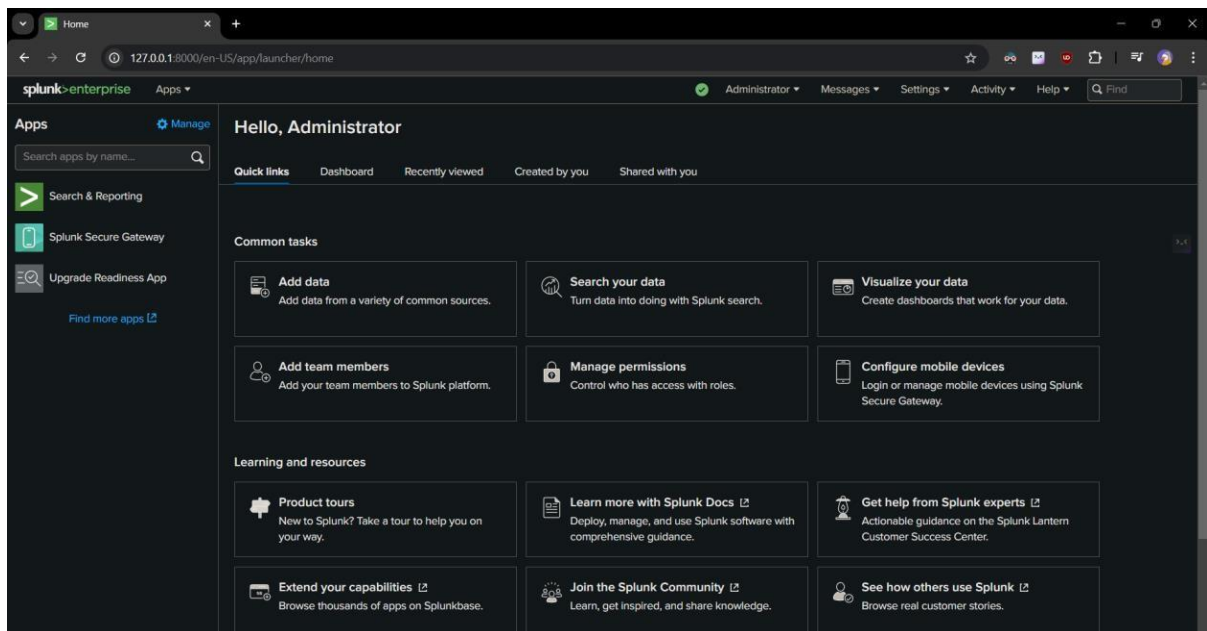 Home
127.0.0.1:8000/en-US/app/launcher/home
splunk>enterprise Apps Administrator Messages Settings Activity Help Find
Apps Manage
Search apps by name...
Search & Reporting
Splunk Secure Gateway
Upgrade Readiness App
Find more apps
Hello, Administrator
Quick links Dashboard Recently viewed Created by you Shared with you
Common tasks
Add data
Add data from a variety of common sources.
Search your data
Turn data into doing with Splunk search.
Visualize your data
Create dashboards that work for your data.
Add team members
Add your team members to Splunk platform.
Manage permissions
Control who has access with roles.
Configure mobile devices
Login or manage mobile devices using Splunk
Secure Gateway.
Learning and resources
Product tours
New to Splunk? Take a tour to help you on
your way.
Learn more with Splunk Docs
Deploy, manage, and use Splunk software with
comprehensive guidance.
Get help from Splunk experts
Actionable guidance on the Splunk Lantern
Customer Success Center.
Extend your capabilities
Browse thousands of apps on Splunkbase.
Join the Splunk Community
Learn, get inspired, and share knowledge.
See how others use Splunk
Browse real customer stories.